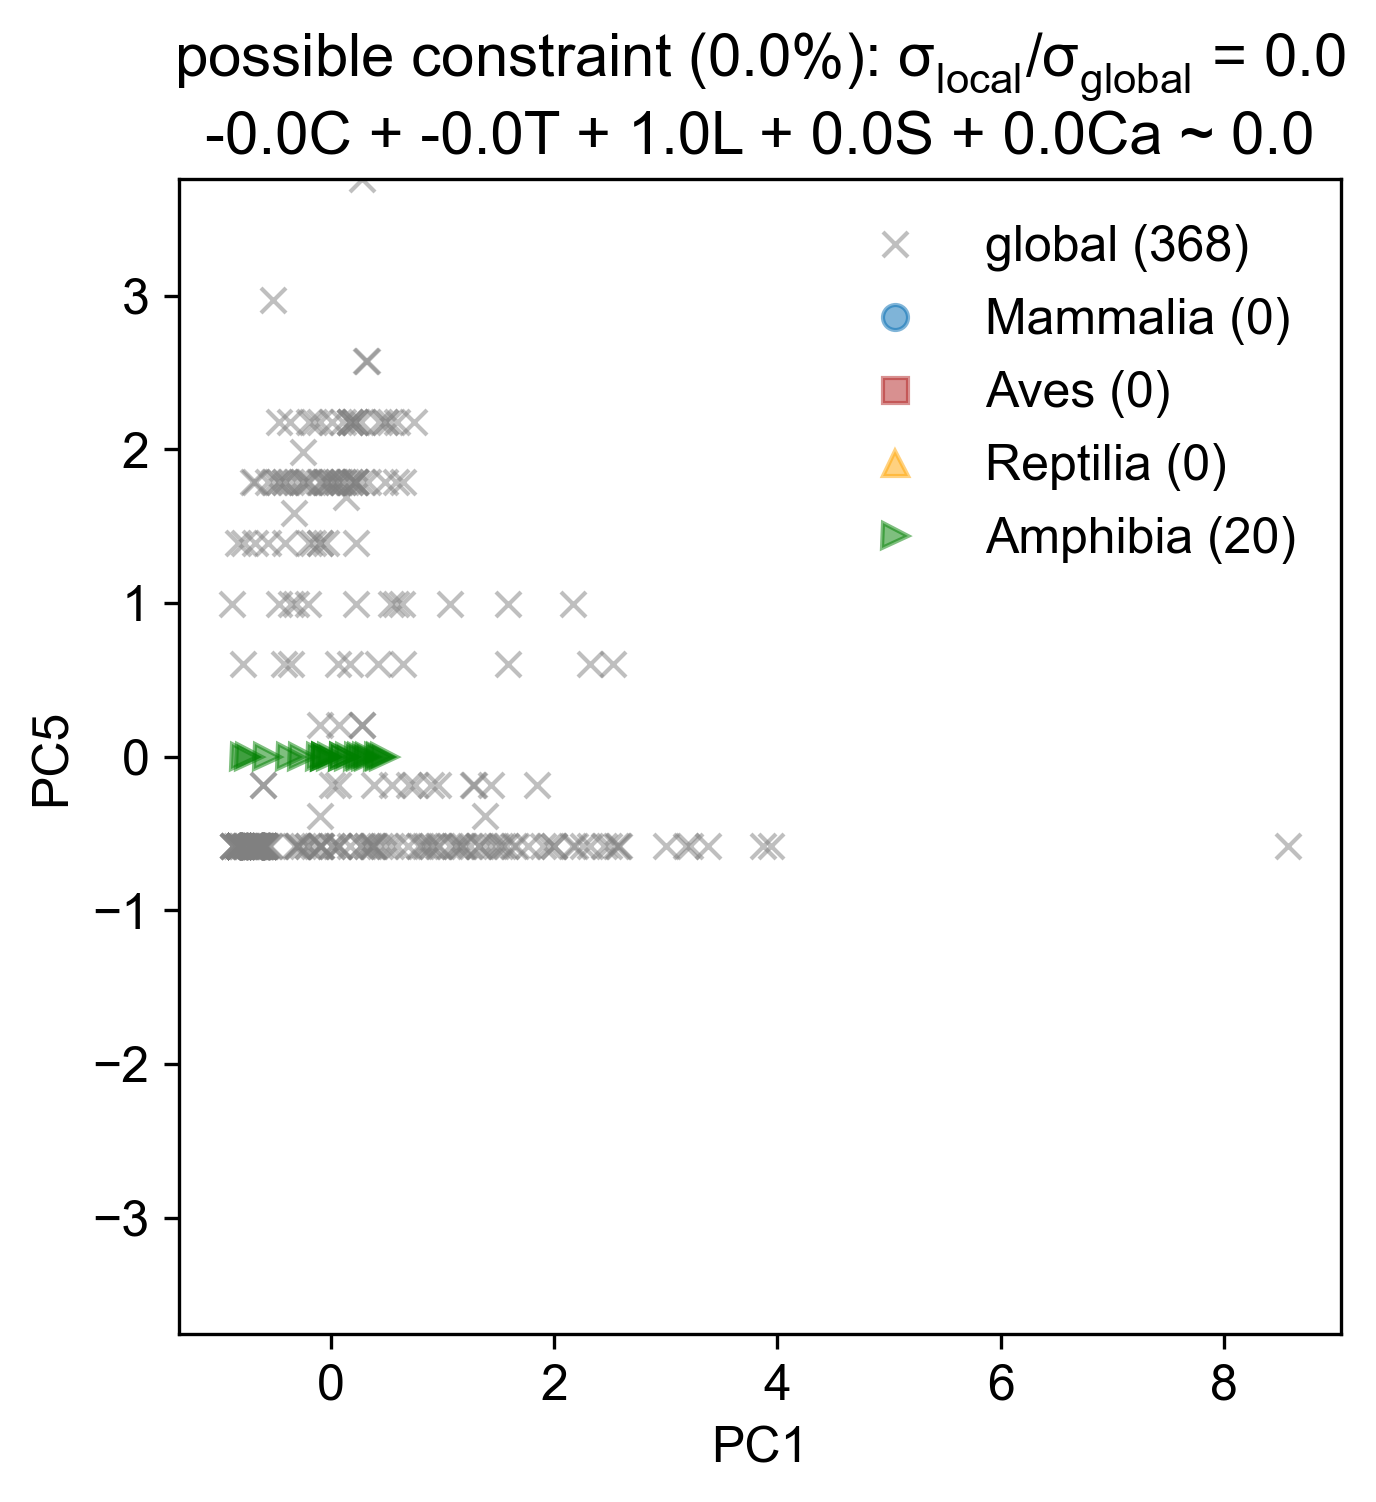 possible constraint (0.0%): σlocal/σglobal = 0.0
-0.0C + -0.0T + 1.0L + 0.0S + 0.0Ca ~ 0.0
global (368)
Mammalia (0)
Aves (0)
Reptilia (0)
Amphibia (20)
3
2
1
0
−1
−2
−3
PC5
0 2 4 6 8
PC1